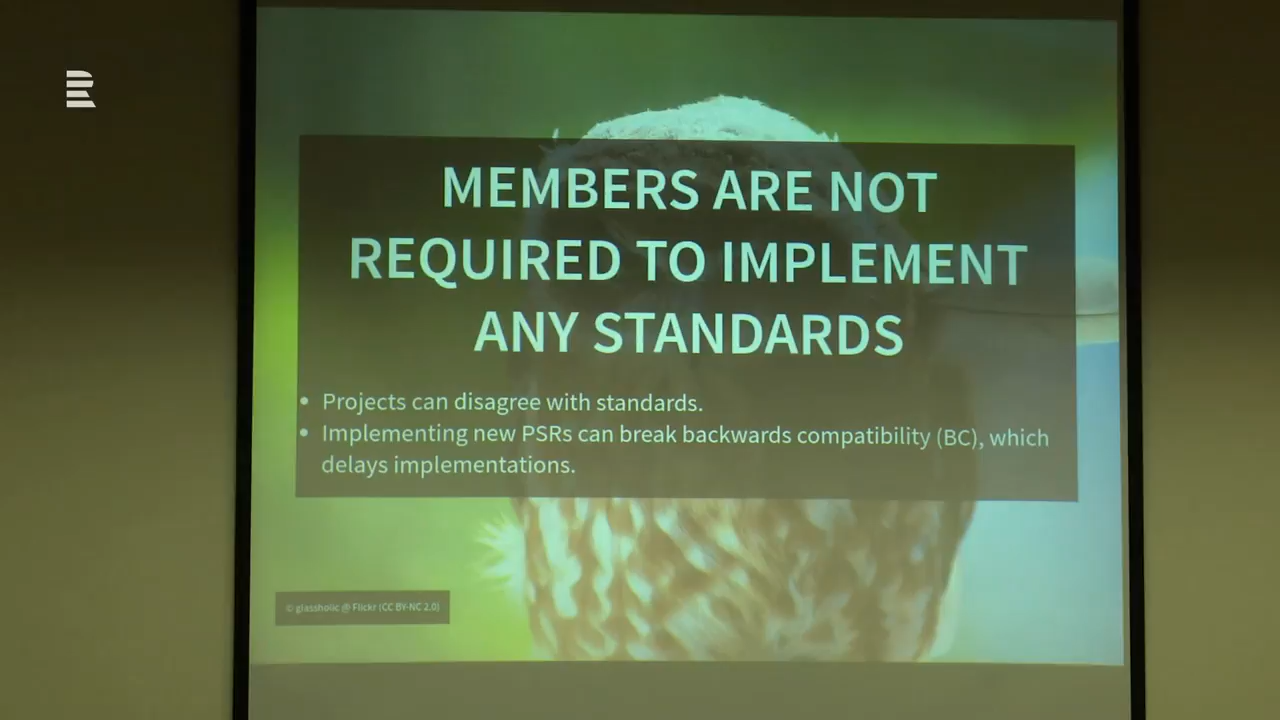 MEMBERS ARE NOT
REQUIRED TO IMPLEMENT
ANY STANDARDS
• Projects can disagree with standards.
• Implementing new PSRs can break backwards compatibility (BC), which
delays implementations.
© glassholic @ Flickr (CC BY-NC 2.0)